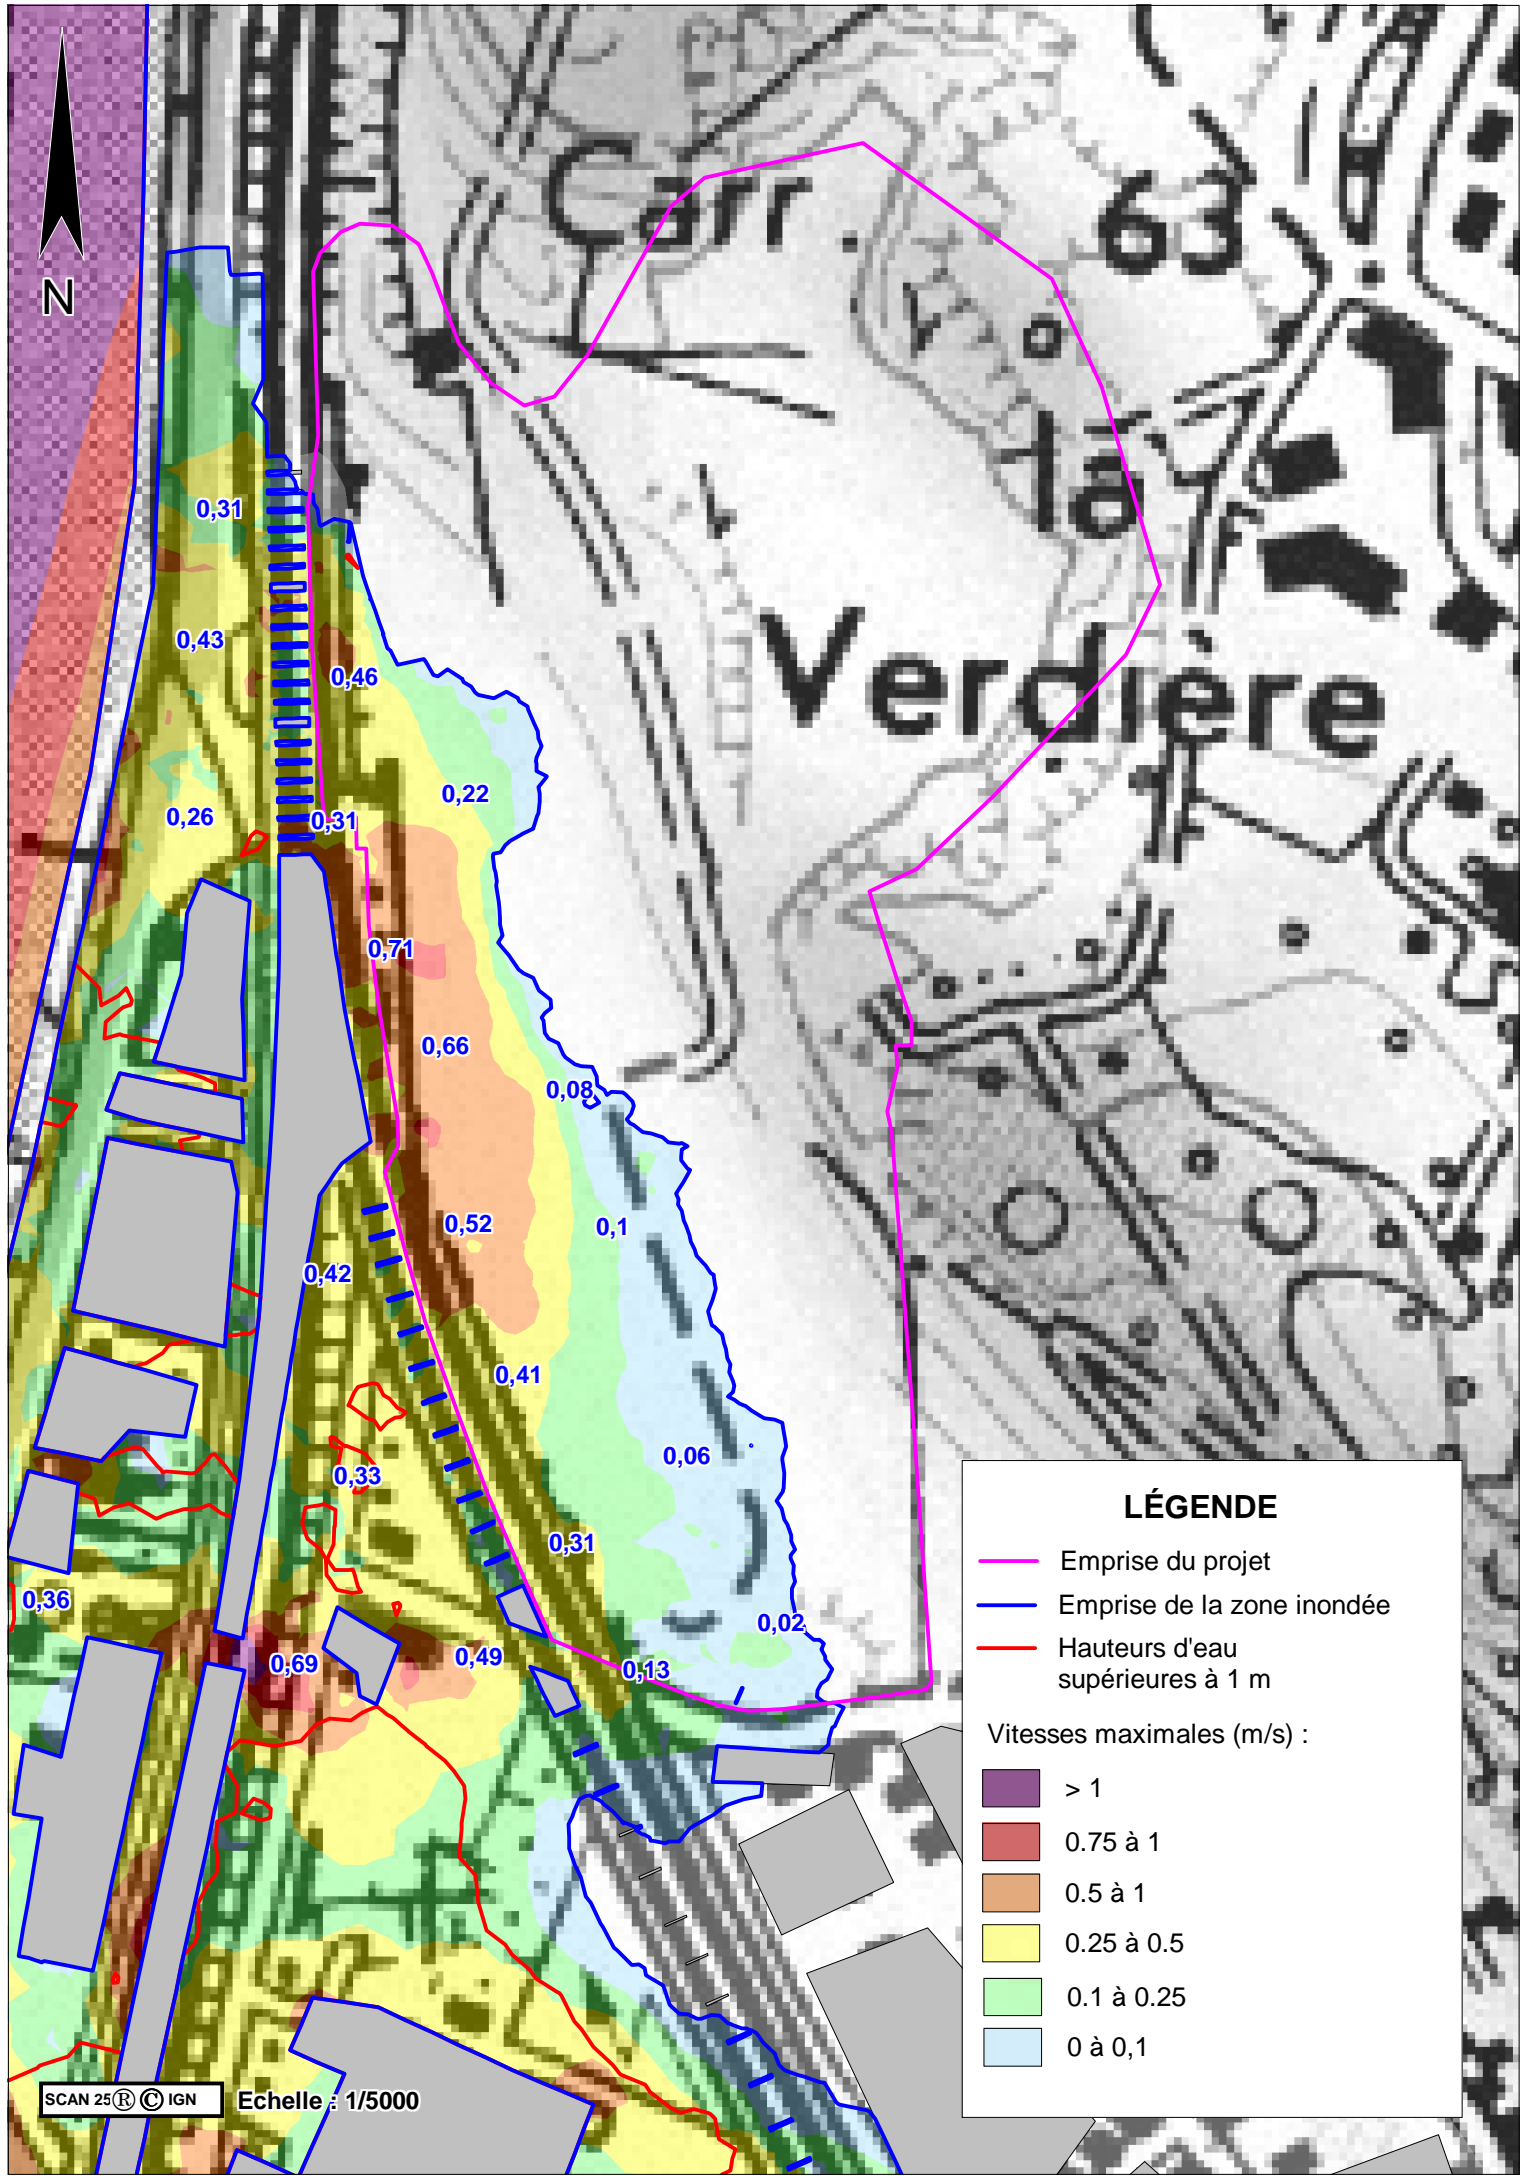 Carr.
63
N
la
0,31
Verdière
0,43
0,46
0,22
0,26
0,31
0,71
0,66
0,08
0,52
0,1
0,42
0,41
0,06
0,33
0,31
0,36
0,02
0,49
0,69
0,13
LÉGENDE
Emprise du projet
Emprise de la zone inondée
Hauteurs d'eau
supérieures à 1 m
Vitesses maximales (m/s) :
> 1
0.75 à 1
0.5 à 1
0.25 à 0.5
0.1 à 0.25
0 à 0,1
SCAN 25® © IGN
Echelle : 1/5000